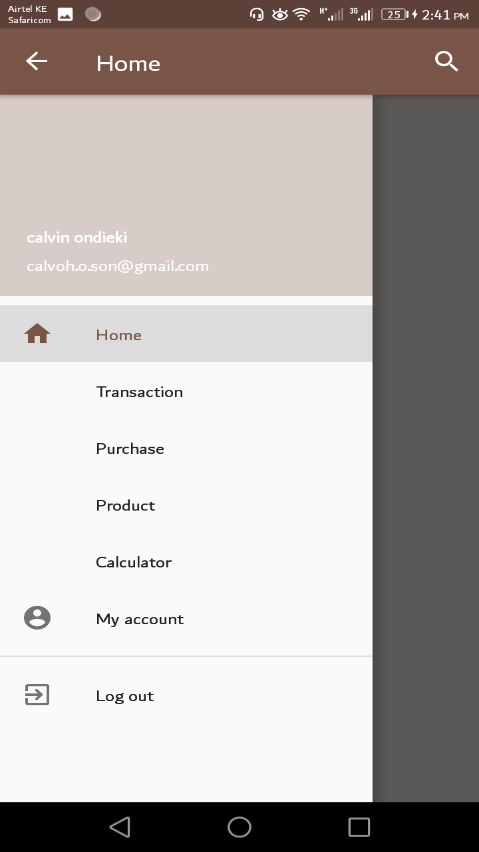 Airtel KE
Safaricom
H+
3G
25
2:41 PM
Home
calvin ondieki
calvoh.o.son@gmail.com
Home
Transaction
Purchase
Product
Calculator
My account
Log out